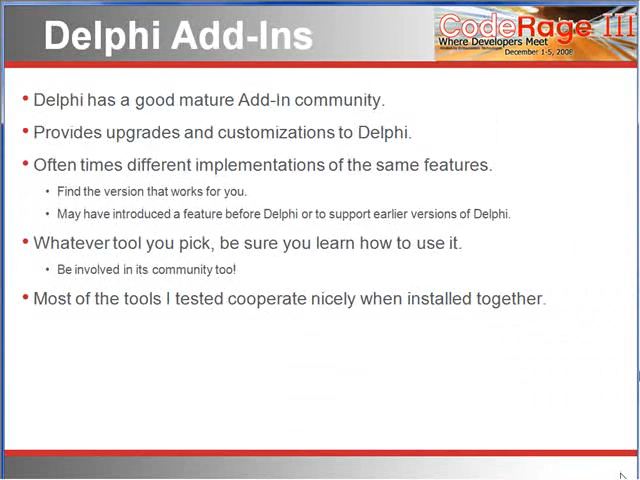 Delphi Add-Ins
CodeRage III
Where Developers Meet
December 1-5, 2008
• Delphi has a good mature Add-In community.
• Provides upgrades and customizations to Delphi.
• Often times different implementations of the same features.
• Find the version that works for you.
• May have introduced a feature before Delphi or to support earlier versions of Delphi.
• Whatever tool you pick, be sure you learn how to use it.
• Be involved in its community too!
• Most of the tools I tested cooperate nicely when installed together.